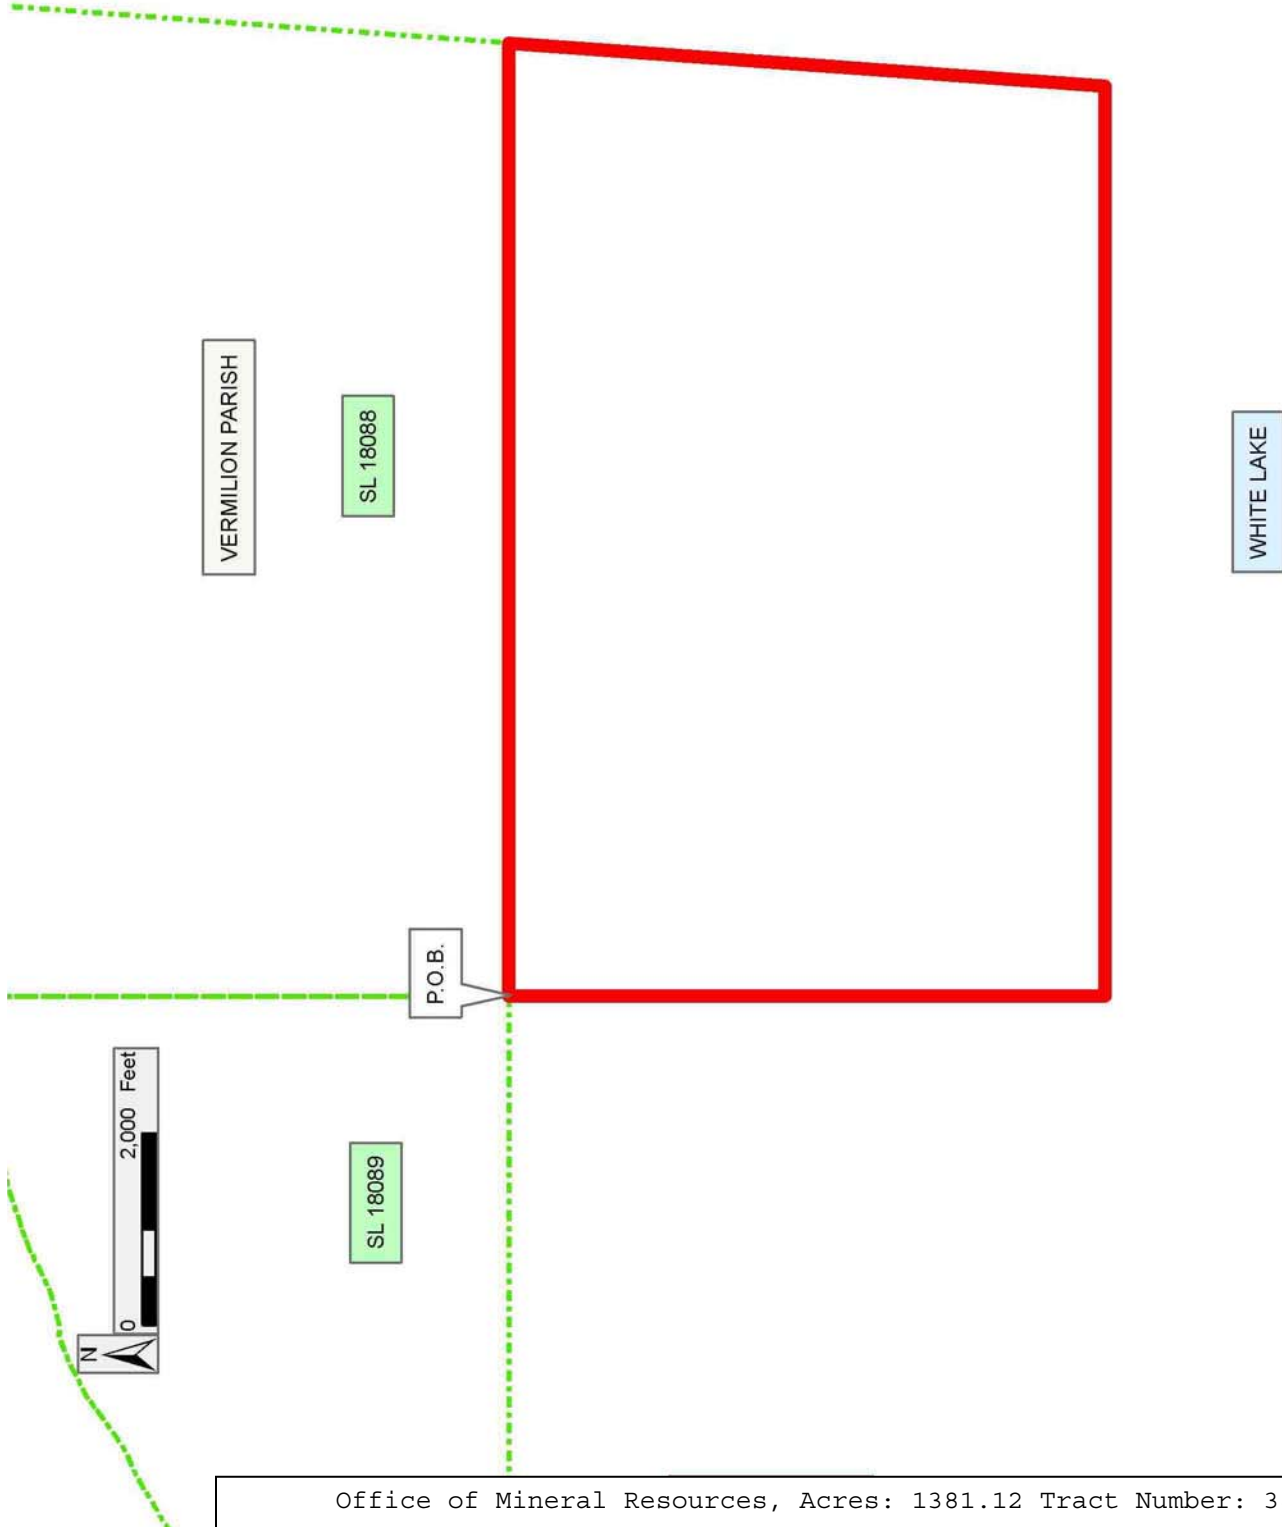 VERMILION PARISH
SL 18088
WHITE LAKE
P.O.B.
0 2,000 Feet
N
SL 18089
Office of Mineral Resources, Acres: 1381.12 Tract Number: 3